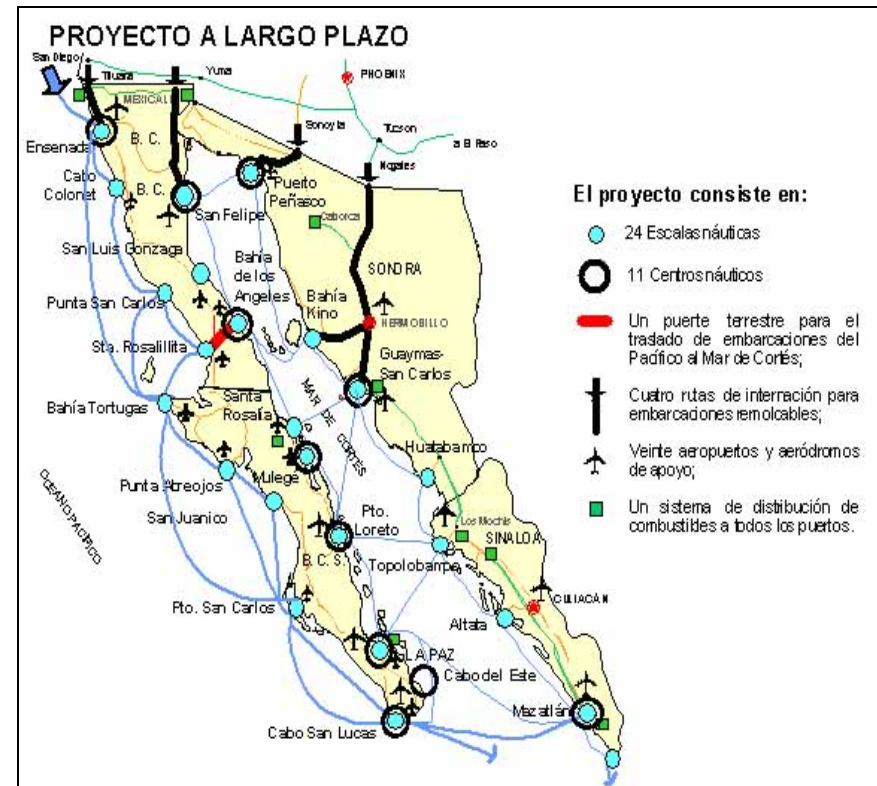 PROYECTO A LARGO PLAZO
San Diego
Tijuana
Yuma
PHOENIX
MEXICALI
Sonoyta
Tucson
a El Paso
Nogales
Ensenada
B. C.
Cabo
Colonet
B. C.
San Felipe
Puerto
Peñasco
Caborca
San Luis Gonzaga
Bahía
de los
Angeles
Bahía
Kino
SONORA
HERMOSILLO
Punta San Carlos
Sta. Rosalillita
Guaymas-
San Carlos
Bahía Tortugas
Santa
Rosalía
MAR DE CORTÉS
Huatabampo
OCEANO PACIFICO
Punta Abreojos
Mulegé
San Juanico
Pto.
Loreto
Los Mochis
SINALOA
B. C. S.
Topolobampo
CULIACÁN
Pto. San Carlos
Altata
LA PAZ
Cabo del Este
Mazatlán
Cabo San Lucas
El proyecto consiste en:
24 Escalas náuticas
11 Centros náuticos
Un puerte terrestre para el
traslado de embarcaciones del
Pacífico al Mar de Cortés;
Cuatro rutas de internación para
embarcaciones remolcables;
Veinte aeropuertos y aeródromos
de apoyo;
Un sistema de distribución de
combustibles a todos los puertos.